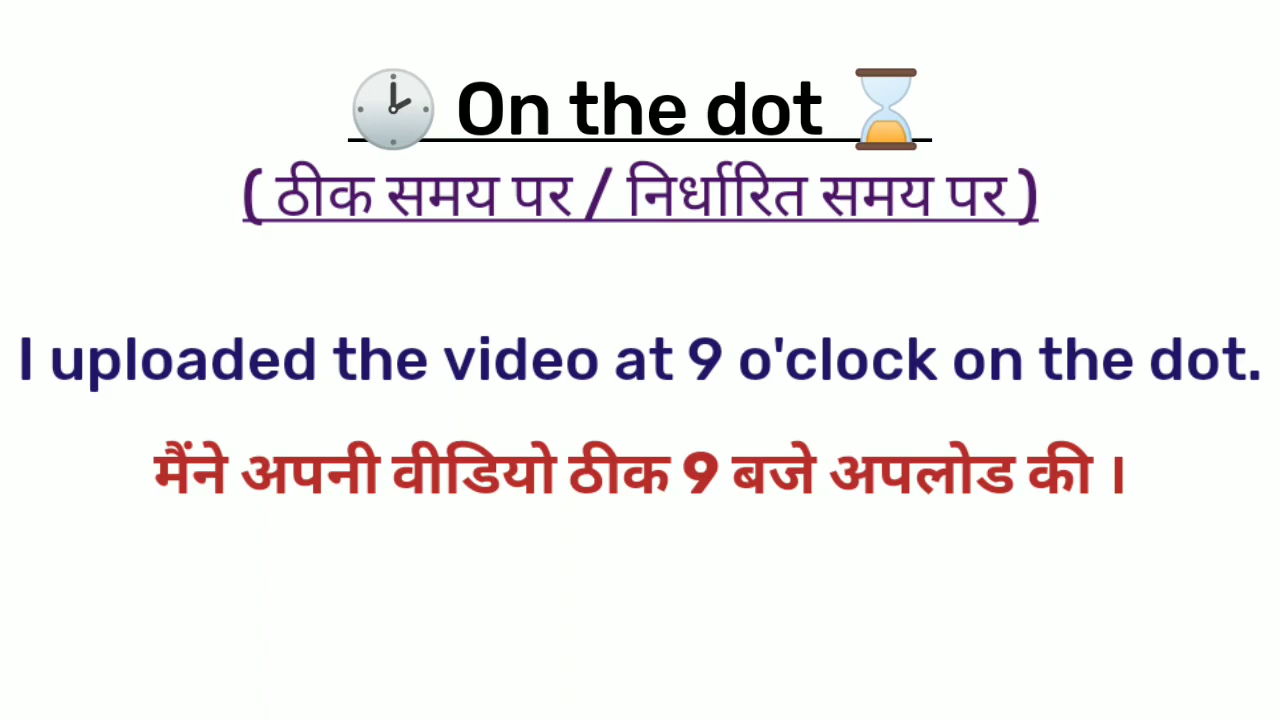 🕑 On the dot ⏳
( ठीक समय पर / निर्धारित समय पर )
I uploaded the video at 9 o'clock on the dot.
मैंने अपनी वीडियो ठीक 9 बजे अपलोड की ।